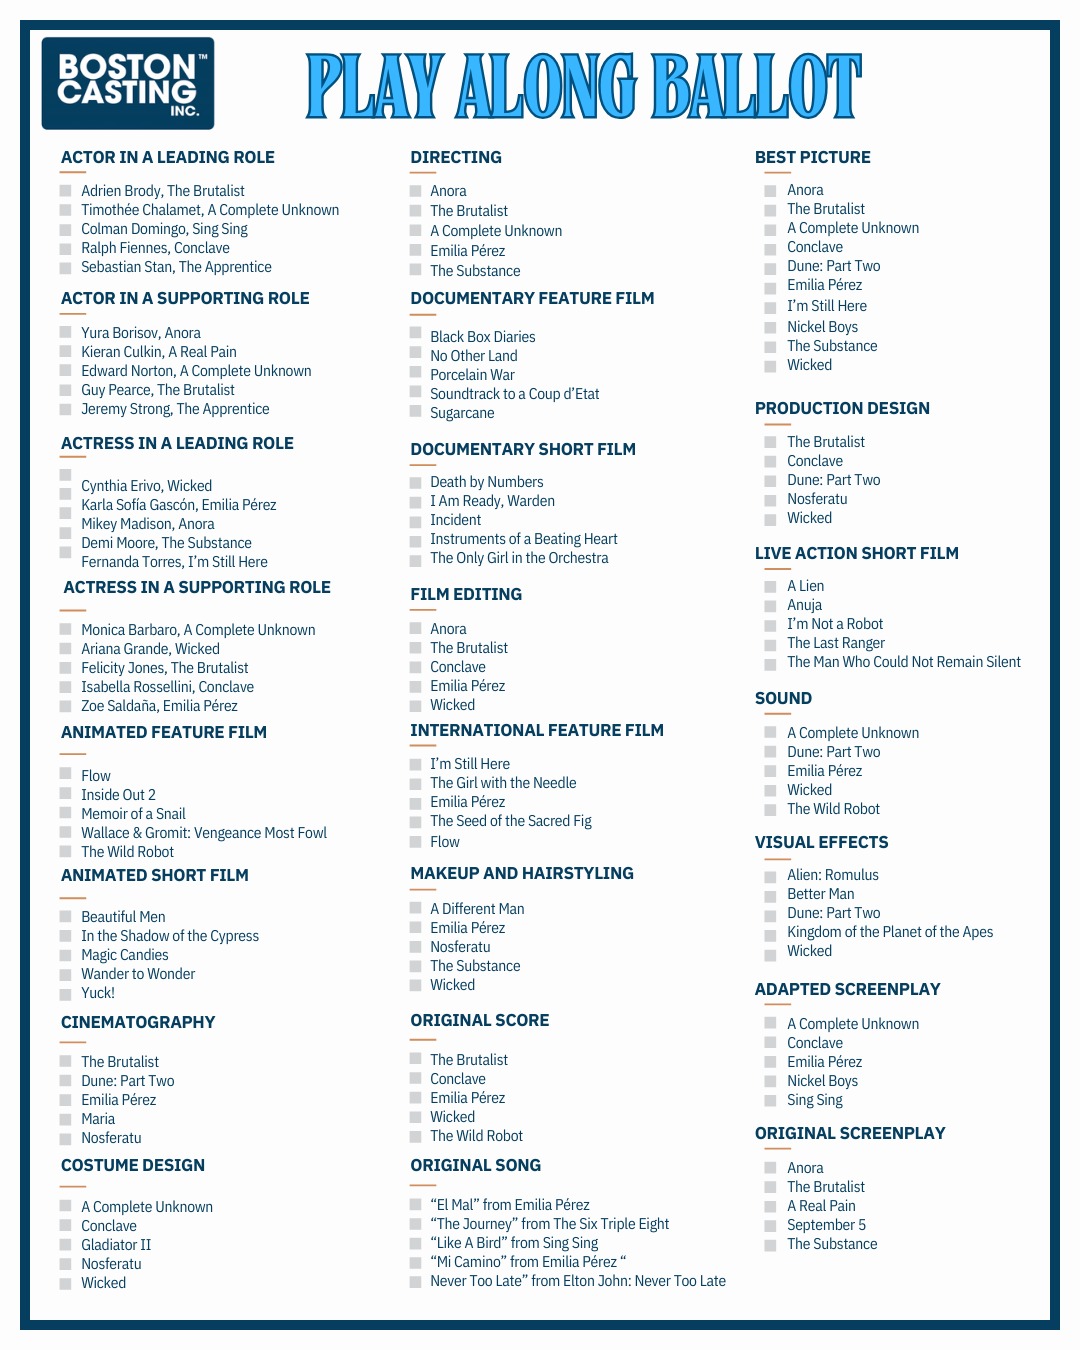 BOSTON™
CASTING
INC.
PLAY ALONG BALLOT
ACTOR IN A LEADING ROLE
Adrien Brody, The Brutalist
Timothée Chalamet, A Complete Unknown
Colman Domingo, Sing Sing
Ralph Fiennes, Conclave
Sebastian Stan, The Apprentice
ACTOR IN A SUPPORTING ROLE
Yura Borisov, Anora
Kieran Culkin, A Real Pain
Edward Norton, A Complete Unknown
Guy Pearce, The Brutalist
Jeremy Strong, The Apprentice
ACTRESS IN A LEADING ROLE
Cynthia Erivo, Wicked
Karla Sofía Gascón, Emilia Pérez
Mikey Madison, Anora
Demi Moore, The Substance
Fernanda Torres, I’m Still Here
ACTRESS IN A SUPPORTING ROLE
Monica Barbaro, A Complete Unknown
Ariana Grande, Wicked
Felicity Jones, The Brutalist
Isabella Rossellini, Conclave
Zoe Saldaña, Emilia Pérez
ANIMATED FEATURE FILM
Flow
Inside Out 2
Memoir of a Snail
Wallace & Gromit: Vengeance Most Fowl
The Wild Robot
ANIMATED SHORT FILM
Beautiful Men
In the Shadow of the Cypress
Magic Candies
Wander to Wonder
Yuck!
CINEMATOGRAPHY
The Brutalist
Dune: Part Two
Emilia Pérez
Maria
Nosferatu
COSTUME DESIGN
A Complete Unknown
Conclave
Gladiator II
Nosferatu
Wicked
DIRECTING
Anora
The Brutalist
A Complete Unknown
Emilia Pérez
The Substance
DOCUMENTARY FEATURE FILM
Black Box Diaries
No Other Land
Porcelain War
Soundtrack to a Coup d’Etat
Sugarcane
DOCUMENTARY SHORT FILM
Death by Numbers
I Am Ready, Warden
Incident
Instruments of a Beating Heart
The Only Girl in the Orchestra
FILM EDITING
Anora
The Brutalist
Conclave
Emilia Pérez
Wicked
INTERNATIONAL FEATURE FILM
I’m Still Here
The Girl with the Needle
Emilia Pérez
The Seed of the Sacred Fig
Flow
MAKEUP AND HAIRSTYLING
A Different Man
Emilia Pérez
Nosferatu
The Substance
Wicked
ORIGINAL SCORE
The Brutalist
Conclave
Emilia Pérez
Wicked
The Wild Robot
ORIGINAL SONG
“El Mal” from Emilia Pérez
“The Journey” from The Six Triple Eight
“Like A Bird” from Sing Sing
“Mi Camino” from Emilia Pérez “
Never Too Late” from Elton John: Never Too Late
BEST PICTURE
Anora
The Brutalist
A Complete Unknown
Conclave
Dune: Part Two
Emilia Pérez
I’m Still Here
Nickel Boys
The Substance
Wicked
PRODUCTION DESIGN
The Brutalist
Conclave
Dune: Part Two
Nosferatu
Wicked
LIVE ACTION SHORT FILM
A Lien
Anuja
I’m Not a Robot
The Last Ranger
The Man Who Could Not Remain Silent
SOUND
A Complete Unknown
Dune: Part Two
Emilia Pérez
Wicked
The Wild Robot
VISUAL EFFECTS
Alien: Romulus
Better Man
Dune: Part Two
Kingdom of the Planet of the Apes
Wicked
ADAPTED SCREENPLAY
A Complete Unknown
Conclave
Emilia Pérez
Nickel Boys
Sing Sing
ORIGINAL SCREENPLAY
Anora
The Brutalist
A Real Pain
September 5
The Substance